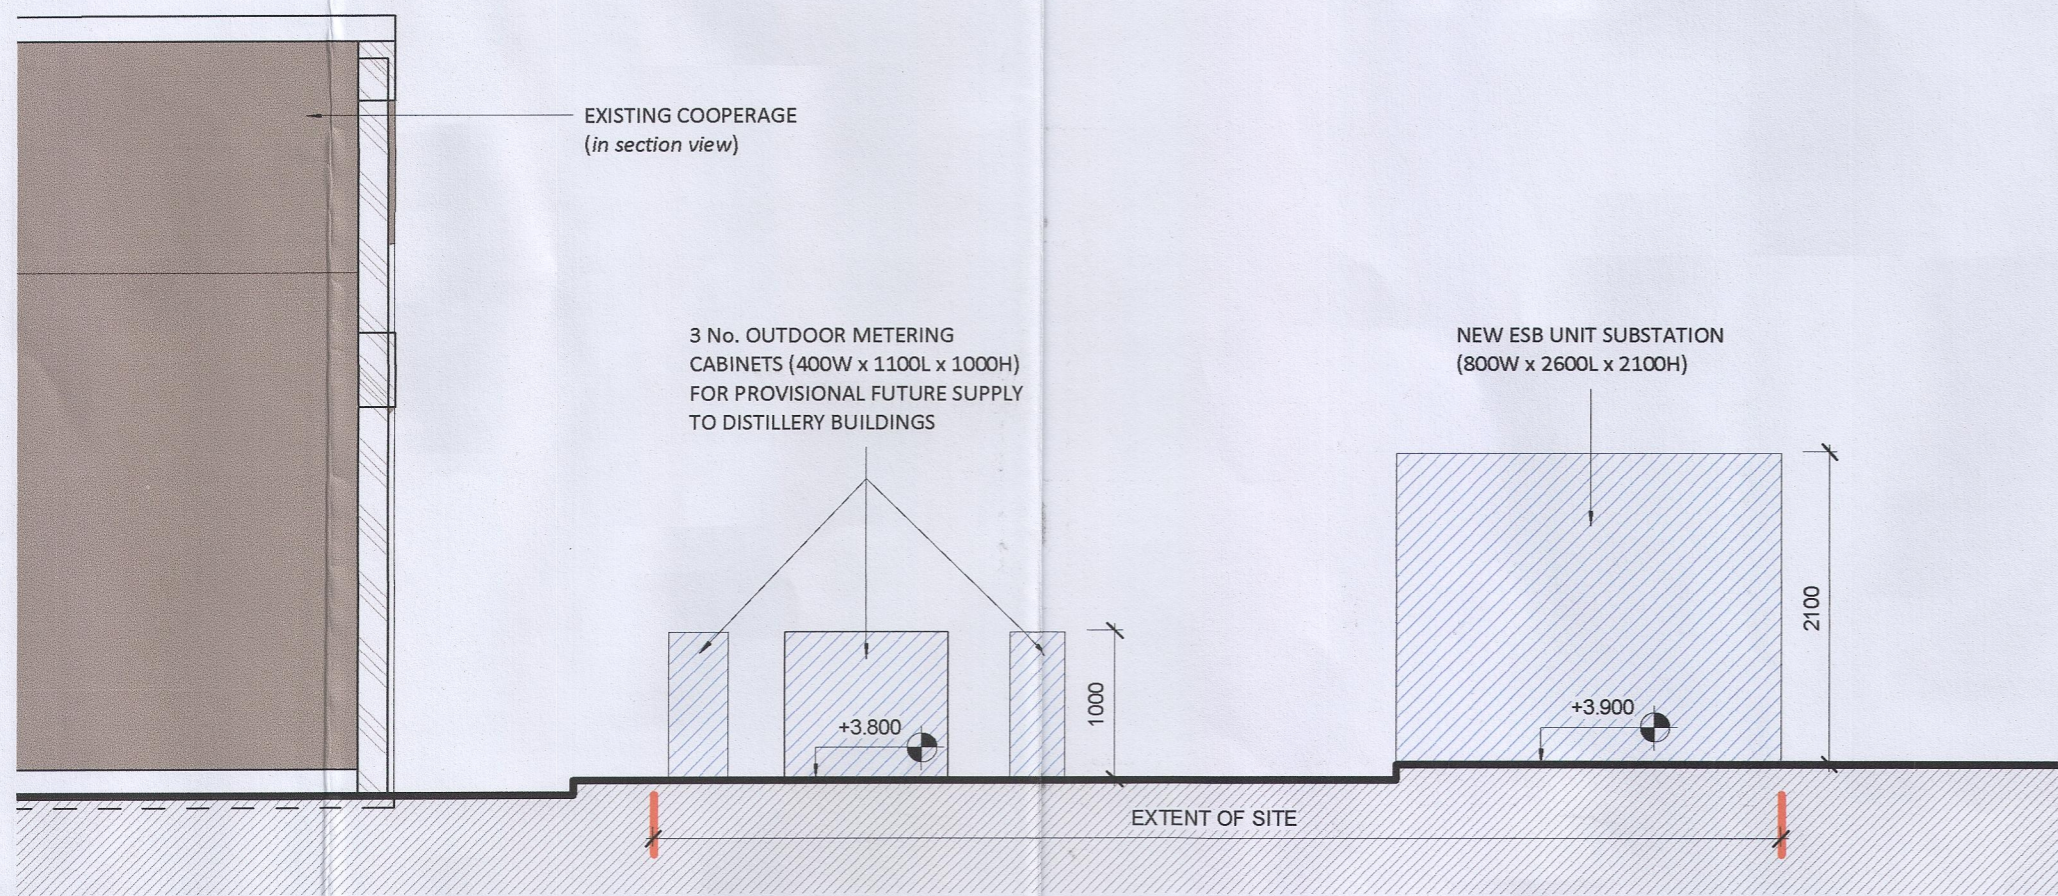 EXISTING COOPERAGE
(in section view)
3 No. OUTDOOR METERING
CABINETS (400W x 1100L x 1000H)
FOR PROVISIONAL FUTURE SUPPLY
TO DISTILLERY BUILDINGS
NEW ESB UNIT SUBSTATION
(800W x 2600L x 2100H)
2100
1000
+3.800
+3.900
EXTENT OF SITE